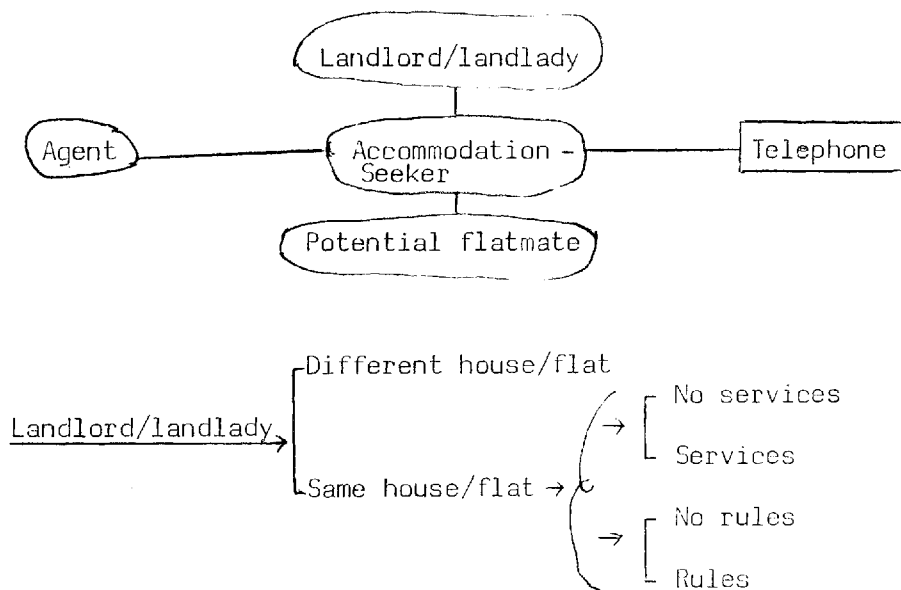 Landlord/landlady
Agent
Accommodation -
Seeker
Telephone
Potential flatmate
Different house/flat
No services
Landlord/landlady
→
Services
Same house/flat →
No rules
→
Rules